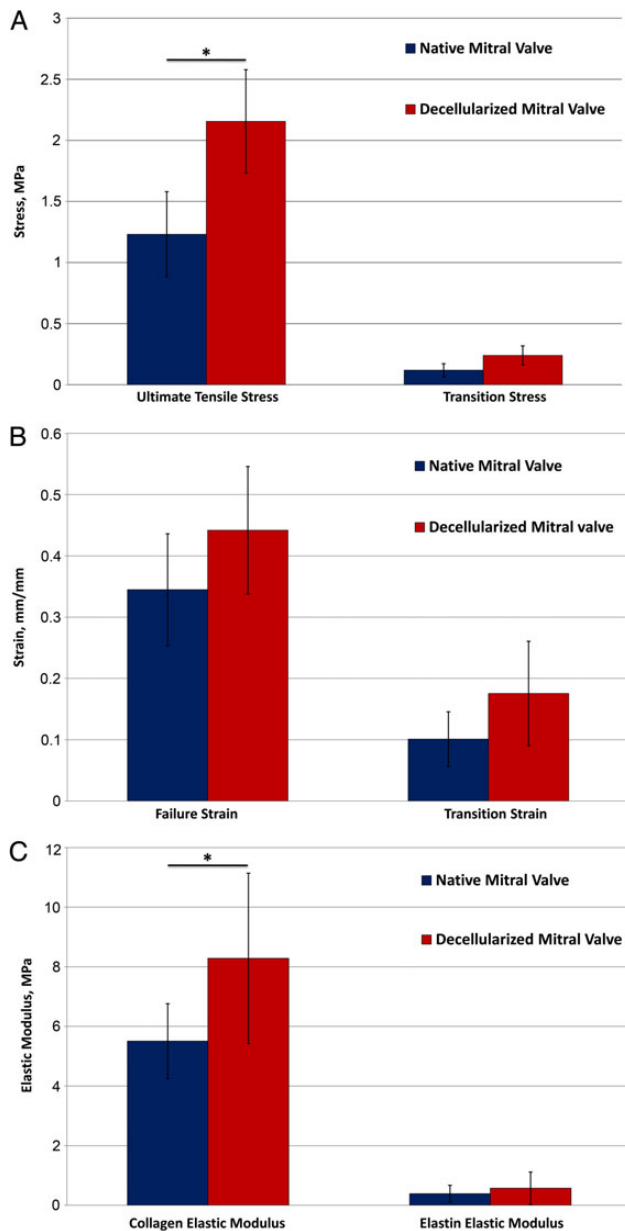 A
3
2.5
2
1.5
1
0.5
0
Stress, MPa
*
Native Mitral Valve
Decellularized Mitral Valve
Ultimate Tensile Stress
Transition Stress
B
0.6
0.5
0.4
0.3
0.2
0.1
0
Strain, mm/mm
Native Mitral Valve
Decellularized Mitral valve
Failure Strain
Transition Strain
C
12
10
8
6
4
2
0
Elastic Modulus, MPa
*
Native Mitral Valve
Decellularized Mitral Valve
Collagen Elastic Modulus
Elastin Elastic Modulus